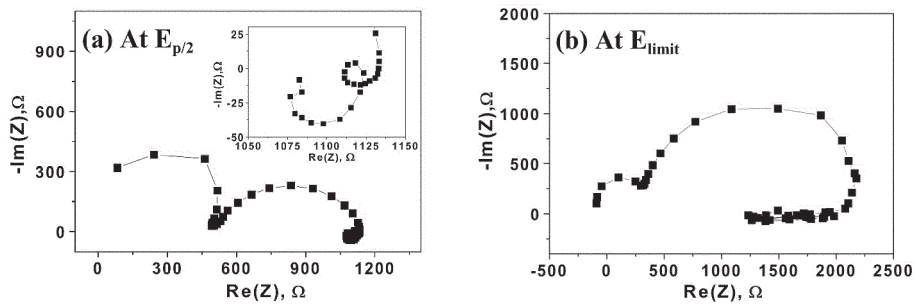 (a) At Ep/2
-Im(Z),Ω
900
600
300
0
0 300 600 900 1200
Re(Z), Ω
-Im(Z),Ω
25
0
-25
-50
1050 1075 1100 1125 1150
Re(Z), Ω
(b) At Elimit
-Im(Z),Ω
2000
1500
1000
500
0
-500 0 500 1000 1500 2000 2500
Re(Z), Ω